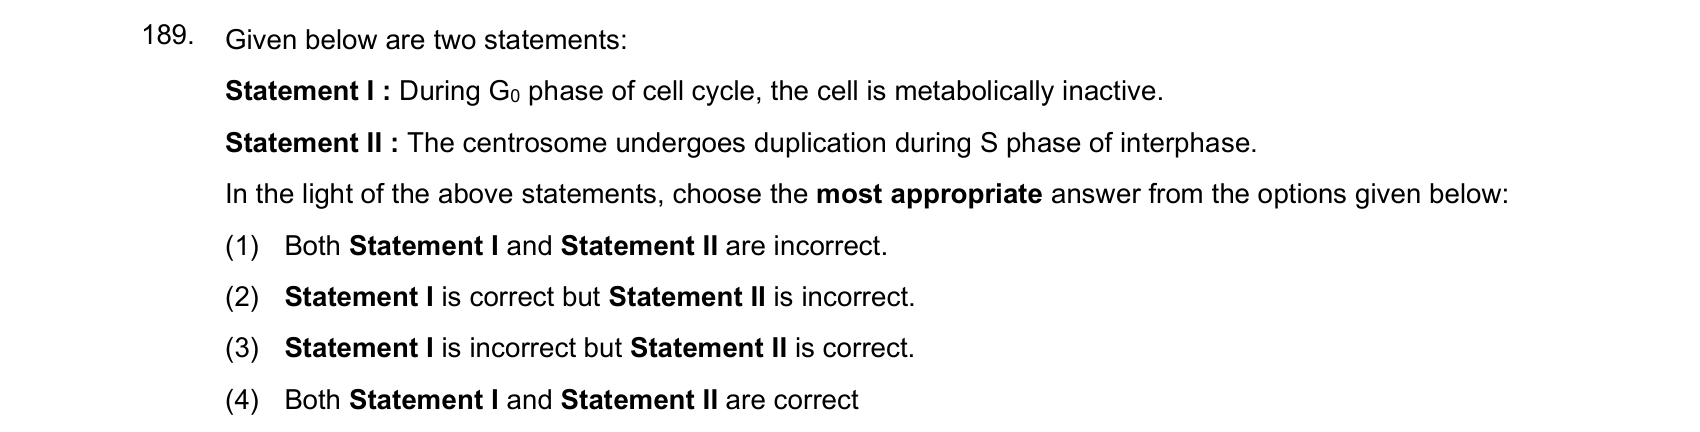 189. Given below are two statements:
Statement I : During G₀ phase of cell cycle, the cell is metabolically inactive.
Statement II : The centrosome undergoes duplication during S phase of interphase.
In the light of the above statements, choose the most appropriate answer from the options given below:
(1) Both Statement I and Statement II are incorrect.
(2) Statement I is correct but Statement II is incorrect.
(3) Statement I is incorrect but Statement II is correct.
(4) Both Statement I and Statement II are correct